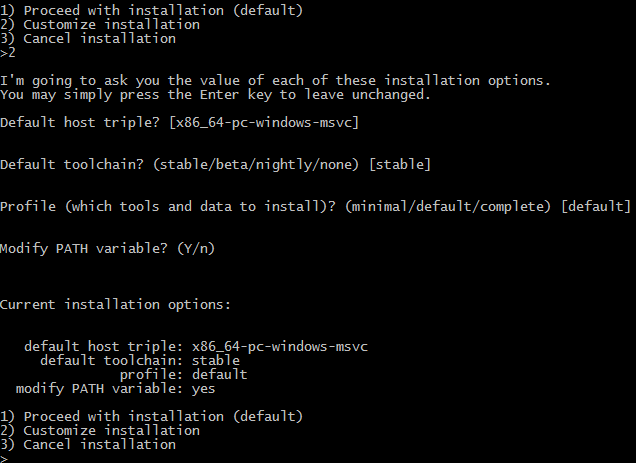 1) Proceed with installation (default)
2) Customize installation
3) Cancel installation
>2
I'm going to ask you the value of each of these installation options.
You may simply press the Enter key to leave unchanged.
Default host triple? [x86_64-pc-windows-msvc]
Default toolchain? (stable/beta/nightly/none) [stable]
Profile (which tools and data to install)? (minimal/default/complete) [default]
Modify PATH variable? (Y/n)
Current installation options:
default host triple: x86_64-pc-windows-msvc
default toolchain: stable
profile: default
modify PATH variable: yes
1) Proceed with installation (default)
2) Customize installation
3) Cancel installation
>